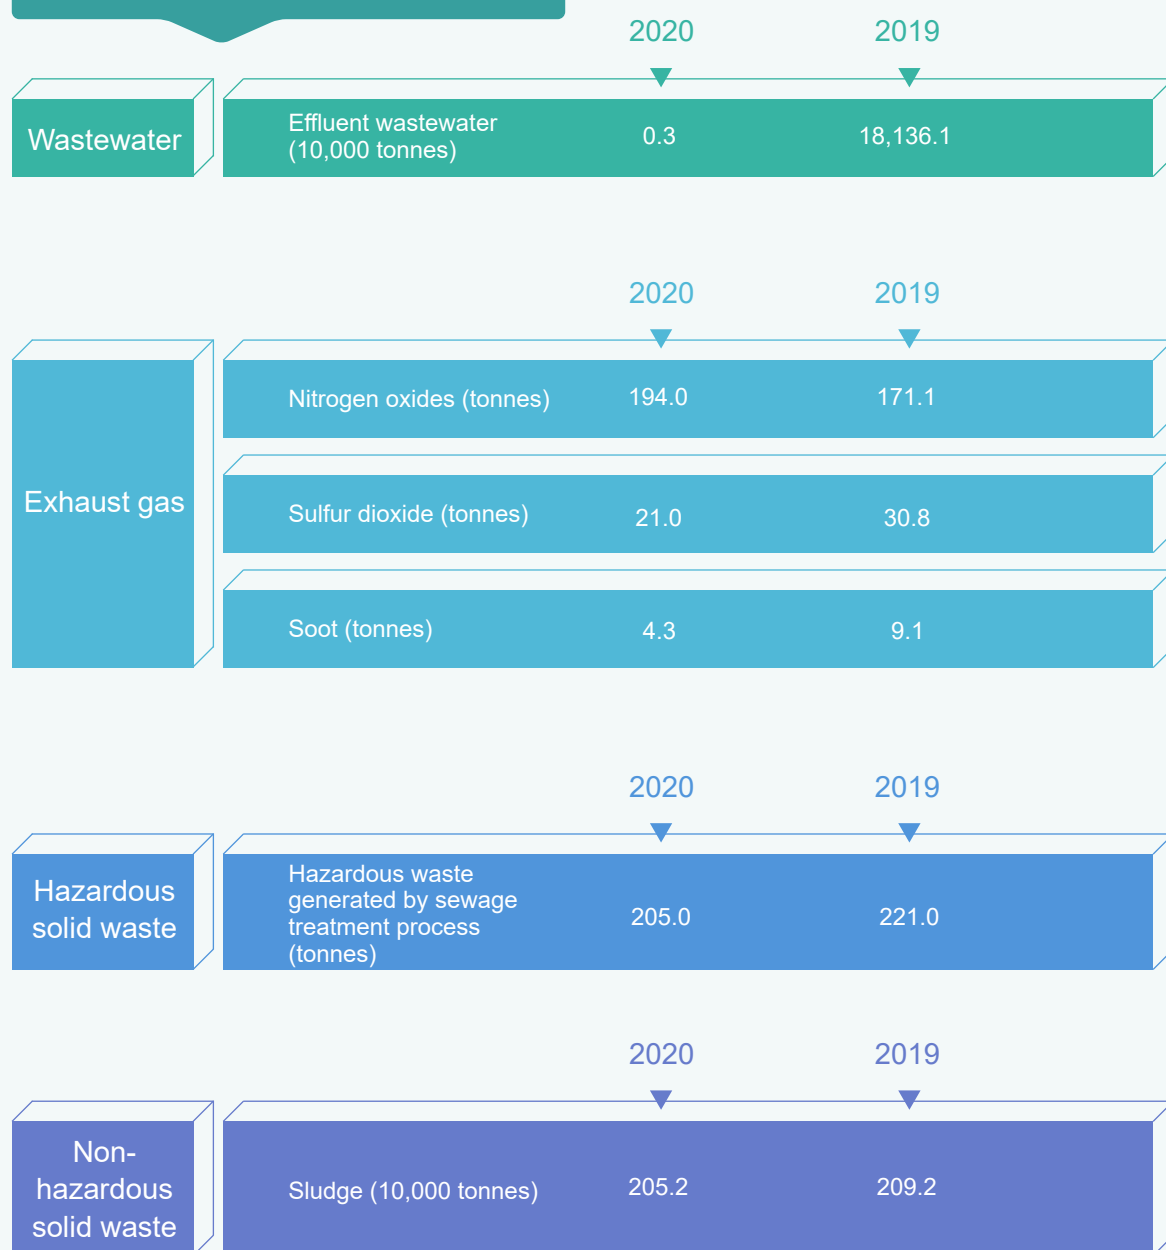 2020 2019
Wastewater
Effluent wastewater
(10,000 tonnes)
0.3 18,136.1
2020 2019
Exhaust gas
Nitrogen oxides (tonnes) 194.0 171.1
Sulfur dioxide (tonnes) 21.0 30.8
Soot (tonnes) 4.3 9.1
2020 2019
Hazardous
solid waste
Hazardous waste
generated by sewage
treatment process
(tonnes)
205.0 221.0
2020 2019
Non-
hazardous
solid waste
Sludge (10,000 tonnes) 205.2 209.2